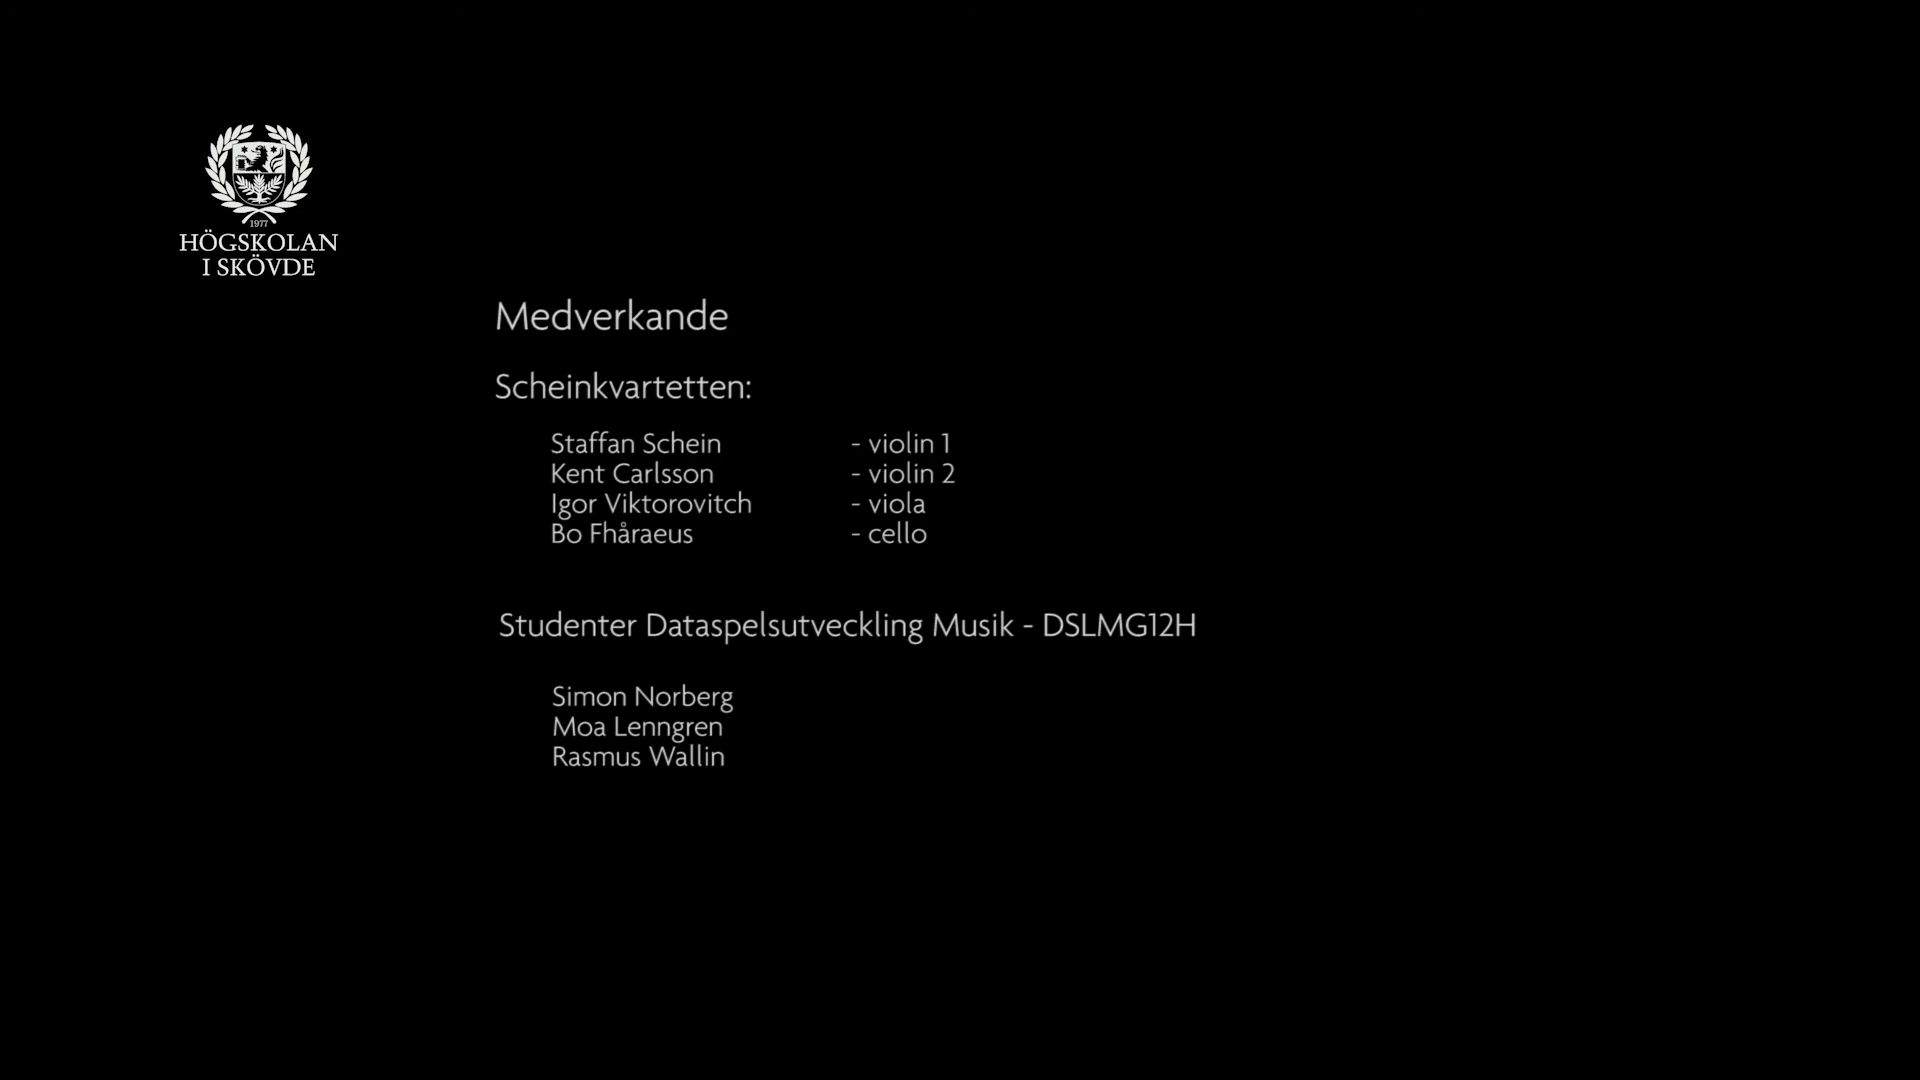 1977
HÖGSKOLAN
I SKÖVDE
Medverkande
Scheinkvartetten:
Staffan Schein - violin 1
Kent Carlsson - violin 2
Igor Viktorovitch - viola
Bo Fhåraeus - cello
Studenter Dataspelsutveckling Musik - DSLMG12H
Simon Norberg
Moa Lenngren
Rasmus Wallin